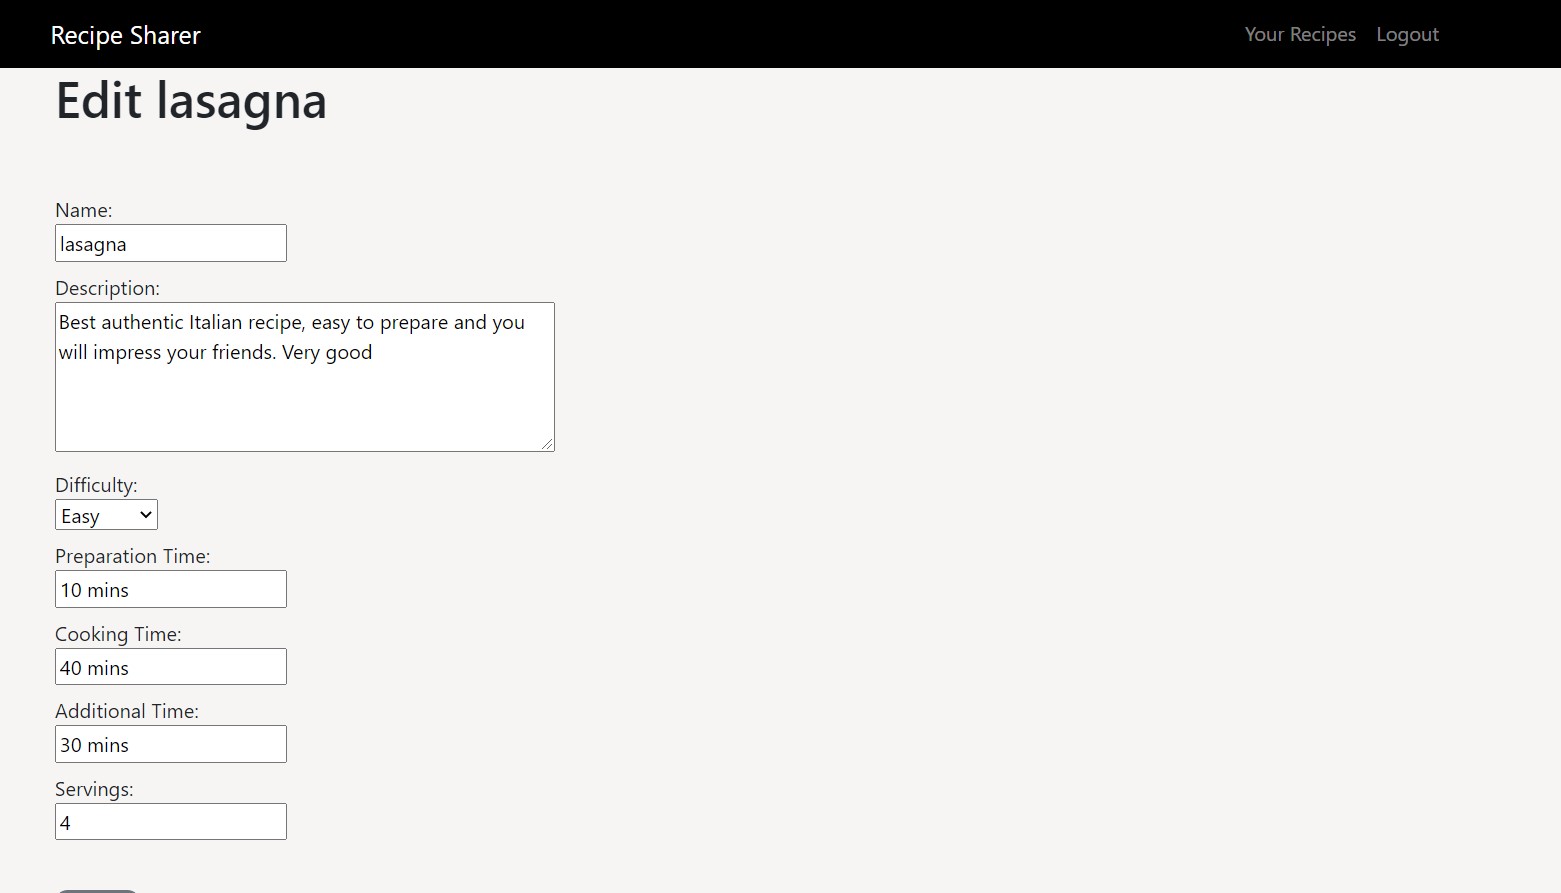 Recipe Sharer
Your Recipes
Logout
Edit lasagna
Name:
lasagna
Description:
Best authentic Italian recipe, easy to prepare and you
will impress your friends. Very good
Difficulty:
Easy
Preparation Time:
10 mins
Cooking Time:
40 mins
Additional Time:
30 mins
Servings:
4